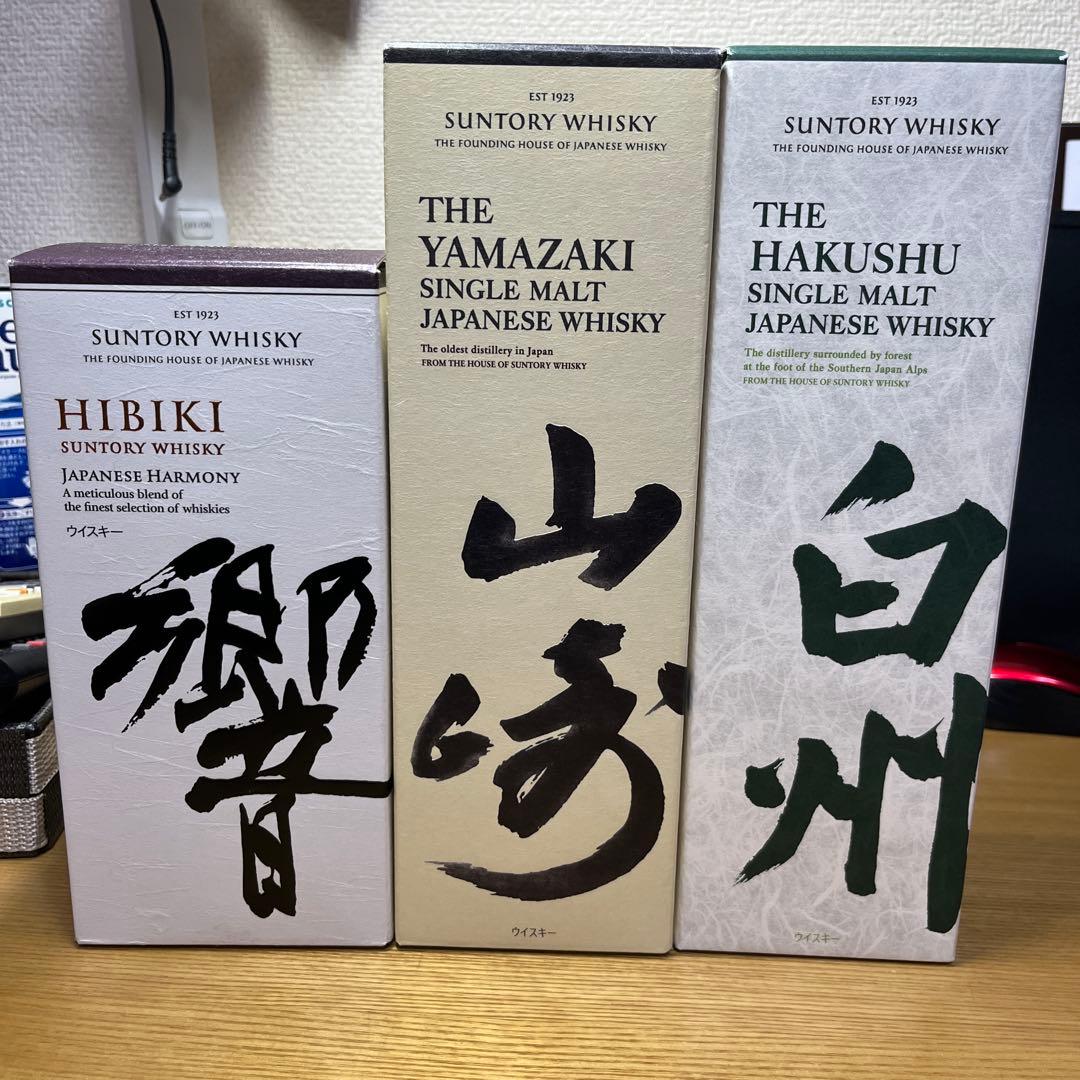 EST 1923
SUNTORY WHISKY
THE FOUNDING HOUSE OF JAPANESE WHISKY
HIBIKI
SUNTORY WHISKY
JAPANESE HARMONY
A meticulous blend of
the finest selection of whiskies
ウイスキー
響
EST 1923
SUNTORY WHISKY
THE FOUNDING HOUSE OF JAPANESE WHISKY
THE
YAMAZAKI
SINGLE MALT
JAPANESE WHISKY
The oldest distillery in Japan
FROM THE HOUSE OF SUNTORY WHISKY
山
崎
ウイスキー
EST 1923
SUNTORY WHISKY
THE FOUNDING HOUSE OF JAPANESE WHISKY
THE
HAKUSHU
SINGLE MALT
JAPANESE WHISKY
The distillery surrounded by forest
at the foot of the Southern Japan Alps
FROM THE HOUSE OF SUNTORY WHISKY
白
州
ウイスキー